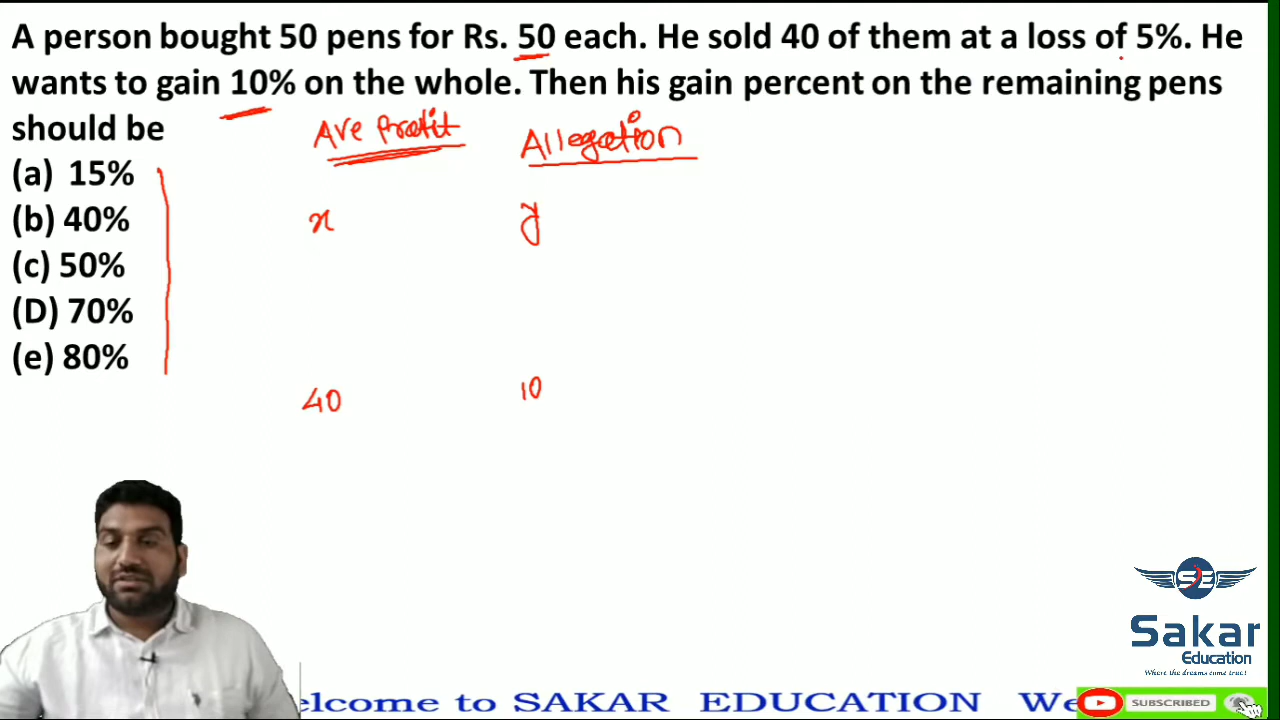 A person bought 50 pens for Rs. 50 each. He sold 40 of them at a loss of 5%. He
wants to gain 10% on the whole. Then his gain percent on the remaining pens
should be
Ave Profit
Allegation
(a) 15%
(b) 40%
x
y
(c) 50%
(D) 70%
(e) 80%
40
10
SE
Sakar
Education
Where the dreams come true!
elcome to SAKAR EDUCATION We
SUBSCRIBED